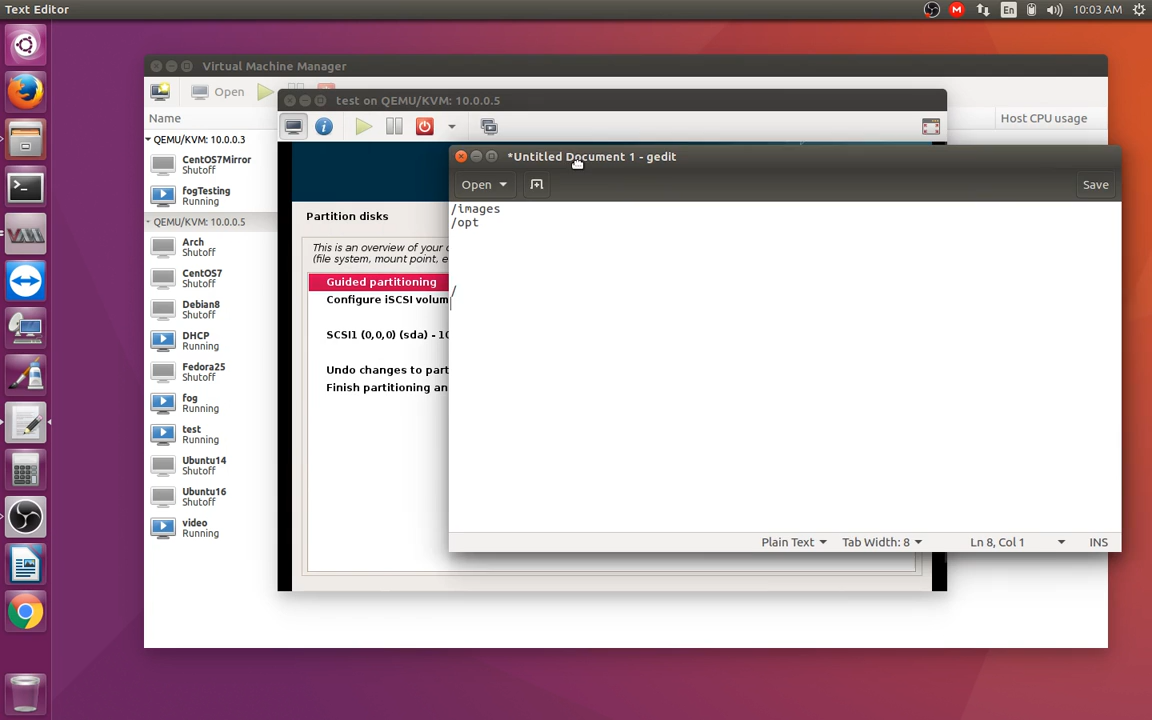 Text Editor
En
10:03 AM
Virtual Machine Manager
Open
Name
Host CPU usage
QEMU/KVM: 10.0.0.3
CentOS7Mirror
Shutoff
fogTesting
Running
QEMU/KVM: 10.0.0.5
Arch
Shutoff
CentOS7
Shutoff
Debian8
Shutoff
DHCP
Running
Fedora25
Shutoff
fog
Running
test
Running
Ubuntu14
Shutoff
Ubuntu16
Shutoff
video
Running
test on QEMU/KVM: 10.0.0.5
Partition disks
This is an overview of your
(file system, mount point, e
Guided partitioning
Configure iSCSI volum
SCSI1 (0,0,0) (sda) - 10
Undo changes to part
Finish partitioning an
*Untitled Document 1 - gedit
Open
Save
/images
/opt
/
Plain Text
Tab Width: 8
Ln 8, Col 1
INS